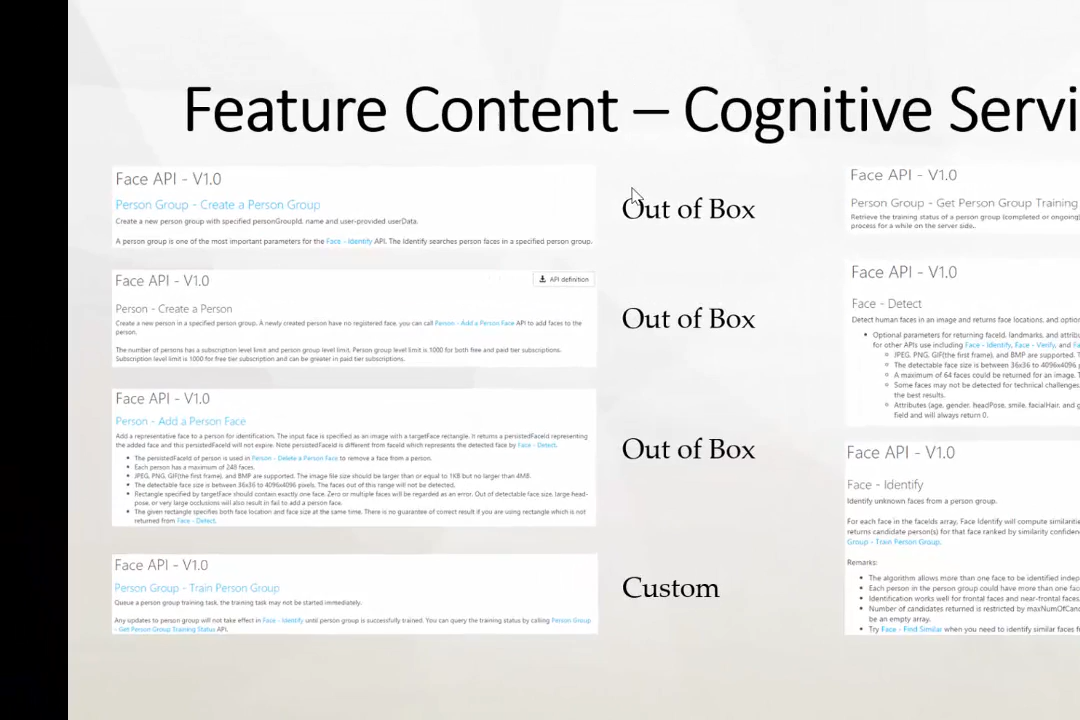 Feature Content – Cognitive Servi
Face API - V1.0
Person Group - Create a Person Group
Create a new person group with specified personGroupId, name and user-provided userData.
A person group is one of the most important parameters for the Face - Identify API. The Identify searches person faces in a specified person group.
Out of Box
Face API - V1.0
API definition
Person - Create a Person
Create a new person in a specified person group. A newly created person have no registered face, you can call Person - Add a Person Face API to add faces to the
person.
The number of persons has a subscription level limit and person group level limit. Person group level limit is 1000 for both free and paid tier subscriptions.
Subscription level limit is 1000 for free tier subscription and can be greater in paid tier subscriptions.
Out of Box
Face API - V1.0
Person - Add a Person Face
Add a representative face to a person for identification. The input face is specified as an image with a targetFace rectangle. It returns a persistedFaceId representing
the added face and this persistedFaceId will not expire. Note persistedFaceId is different from faceId which represents the detected face by Face - Detect.
• The persistedFaceId of person is used in Person - Delete a Person Face to remove a face from a person.
• Each person has a maximum of 248 faces.
• JPEG, PNG, GIF(the first frame), and BMP are supported. The image file size should be larger than or equal to 1KB but no larger than 4MB.
• The detectable face size is between 36x36 to 4096x4096 pixels. The faces out of this range will not be detected.
• Rectangle specified by targetFace should contain exactly one face. Zero or multiple faces will be regarded as an error. Out of detectable face size, large head-
pose, or very large occlusions will also result in fail to add a person face.
• The given rectangle specifies both face location and face size at the same time. There is no guarantee of correct result if you are using rectangle which is not
returned from Face - Detect.
Out of Box
Face API - V1.0
Person Group - Train Person Group
Queue a person group training task, the training task may not be started immediately.
Any updates to person group will not take effect in Face - Identify until person group is successfully trained. You can query the training status by calling Person Group
- Get Person Group Training Status API.
Custom
Face API - V1.0
Person Group - Get Person Group Training
Retrieve the training status of a person group (completed or ongoing)
process for a while on the server side.
Face API - V1.0
Face - Detect
Detect human faces in an image and returns face locations, and option
• Optional parameters for returning faceId, landmarks, and attribu
for other APIs use including Face - Identify, Face - Verify, and Fa
JPEG, PNG, GIF(the first frame), and BMP are supported. T
The detectable face size is between 36x36 to 4096x4096 p
A maximum of 64 faces could be returned for an image. T
Some faces may not be detected for technical challenges
the best results.
Attributes (age, gender, headPose, smile, facialHair, and g
field and will always return 0.
Face API - V1.0
Face - Identify
Identify unknown faces from a person group.
For each face in the faceIds array, Face Identify will compute similariti
returns candidate person(s) for that face ranked by similarity confiden
Group - Train Person Group.
Remarks:
• The algorithm allows more than one face to be identified indep
• Each person in the person group could have more than one fac
• Identification works well for frontal faces and near-frontal faces.
• Number of candidates returned is restricted by maxNumOfCan
be an empty array.
• Try Face - Find Similar when you need to identify similar faces f